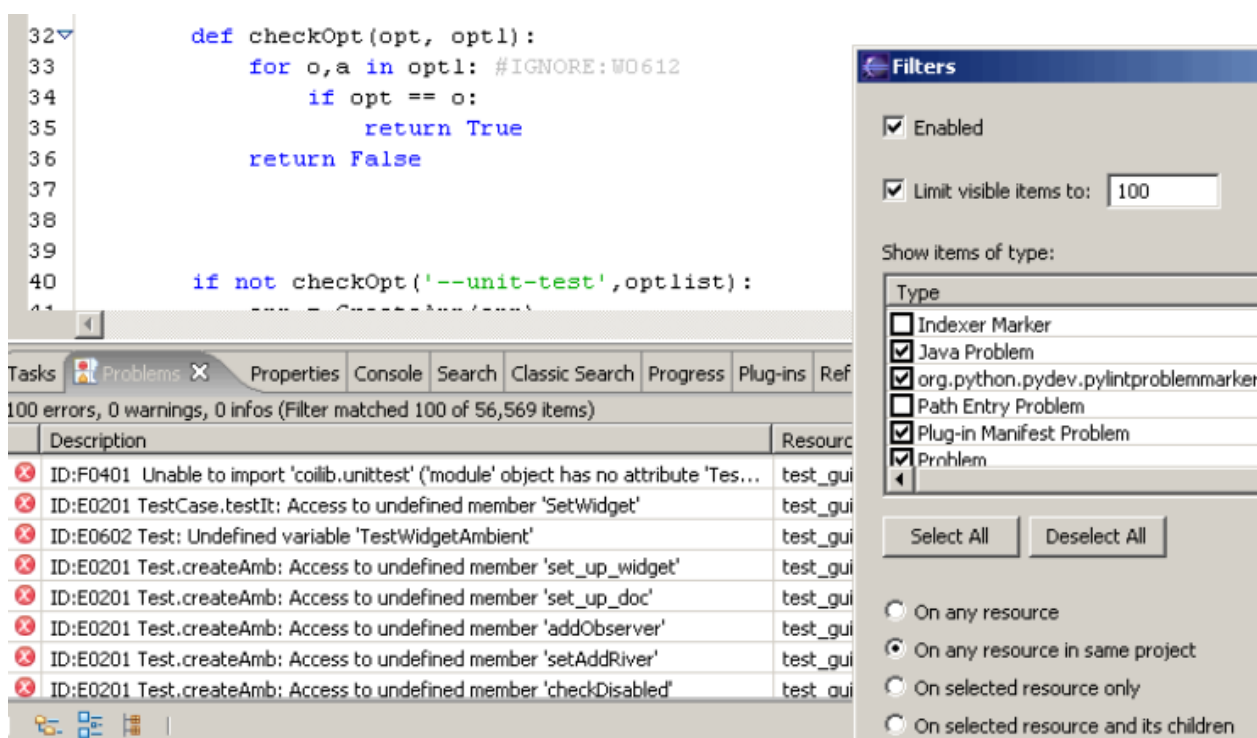 32 def checkOpt(opt, optl):
33 for o,a in optl: #IGNORE:W0612
34 if opt == o:
35 return True
36 return False
37
38
39
40 if not checkOpt('--unit-test',optlist):
Tasks Problems Properties Console Search Classic Search Progress Plug-ins Ref
100 errors, 0 warnings, 0 infos (Filter matched 100 of 56,569 items)
Description Resourc
ID:F0401 Unable to import 'coilib.unittest' ('module' object has no attribute 'Tes... test_gui
ID:E0201 TestCase.testIt: Access to undefined member 'SetWidget' test_gui
ID:E0602 Test: Undefined variable 'TestWidgetAmbient' test_gui
ID:E0201 Test.createAmb: Access to undefined member 'set_up_widget' test_gui
ID:E0201 Test.createAmb: Access to undefined member 'set_up_doc' test_gui
ID:E0201 Test.createAmb: Access to undefined member 'addObserver' test_gui
ID:E0201 Test.createAmb: Access to undefined member 'setAddRiver' test_gui
ID:E0201 Test.createAmb: Access to undefined member 'checkDisabled' test_gui
Filters
Enabled
Limit visible items to: 100
Show items of type:
Type
Indexer Marker
Java Problem
org.python.pydev.pylintproblemmarker
Path Entry Problem
Plug-in Manifest Problem
Problem
Select All Deselect All
On any resource
On any resource in same project
On selected resource only
On selected resource and its children